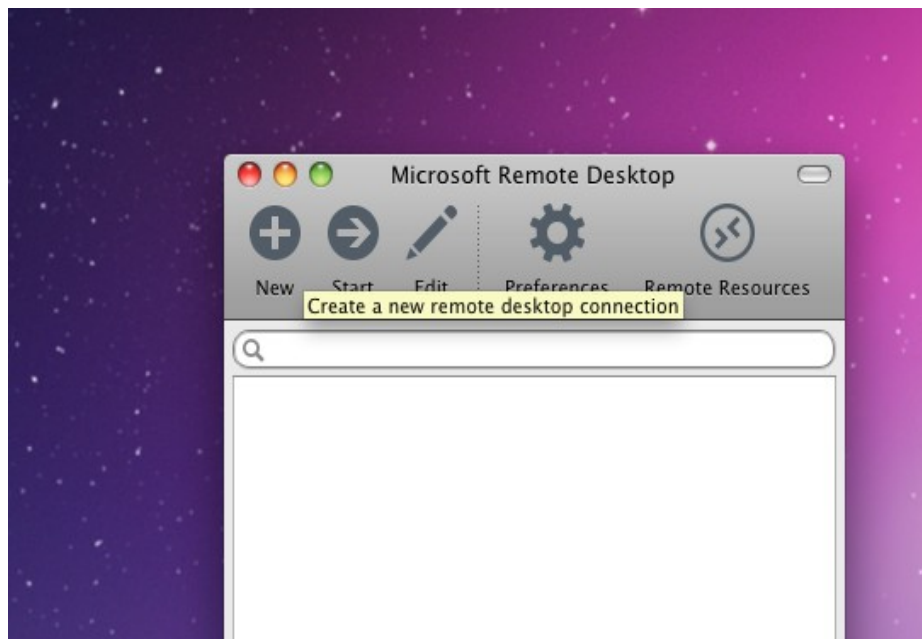 Microsoft Remote Desktop
New Start Edit Preferences Remote Resources
Create a new remote desktop connection